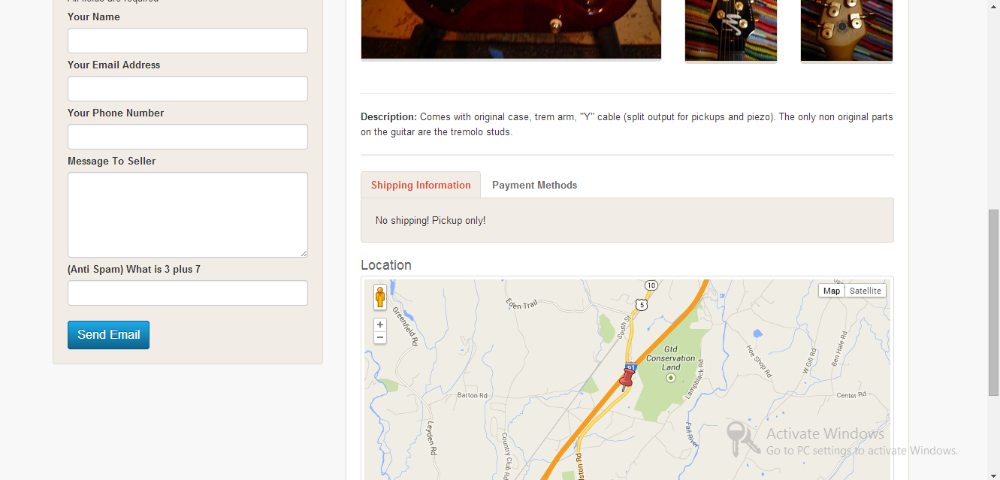 All fields are required
Your Name
Your Email Address
Your Phone Number
Message To Seller
(Anti Spam) What is 3 plus 7
Send Email
Description: Comes with original case, trem arm, "Y" cable (split output for pickups and piezo). The only non original parts
on the guitar are the tremolo studs.
Shipping Information
Payment Methods
No shipping! Pickup only!
Location
Map
Satellite
10
5
Eden Trail
Greenfield Rd
South St
+
−
Gtd
Conservation
Land
91
Hoe Shop Rd
W Gill Rd
Ben Hale Rd
Lampblack Rd
Barton Rd
Center Rd
Leyden Rd
Country Club Rd
Fall River
Activate Windows
Go to PC settings to activate Windows.